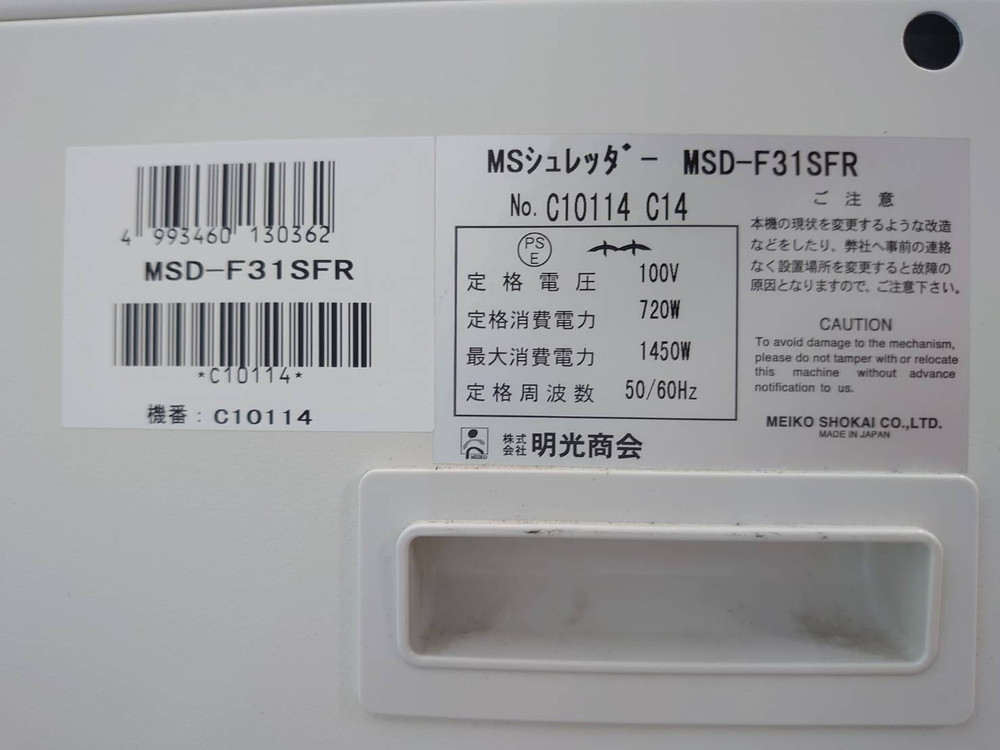 4 993460 130362
MSD-F31SFR
*C10114*
機番：C10114
MSシュレッダー MSD-F31SFR
No. C10114 C14
PS
E
定格電圧 100V
定格消費電力 720W
最大消費電力 1450W
定格周波数 50/60Hz
MEIKO
株式会社 明光商会
ご注意
本機の現状を変更するような改造
などをしたり、弊社へ事前の連絡
なく設置場所を変更すると故障の
原因となりますので、ご注意下さい。
CAUTION
To avoid damage to the mechanism,
please do not tamper with or relocate
this machine without advance
notification to us.
MEIKO SHOKAI CO.,LTD.
MADE IN JAPAN